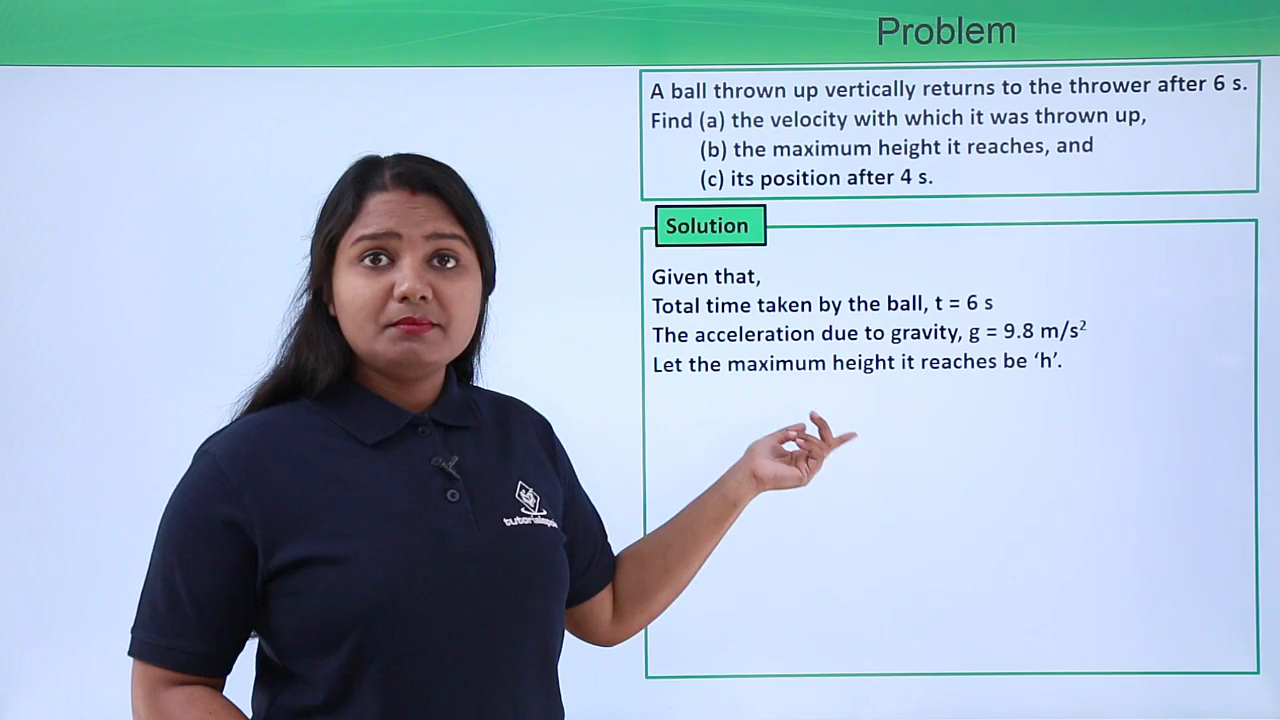 Problem
A ball thrown up vertically returns to the thrower after 6 s.
Find (a) the velocity with which it was thrown up,
(b) the maximum height it reaches, and
(c) its position after 4 s.
Solution
Given that,
Total time taken by the ball, t = 6 s
The acceleration due to gravity, g = 9.8 m/s²
Let the maximum height it reaches be ‘h’.